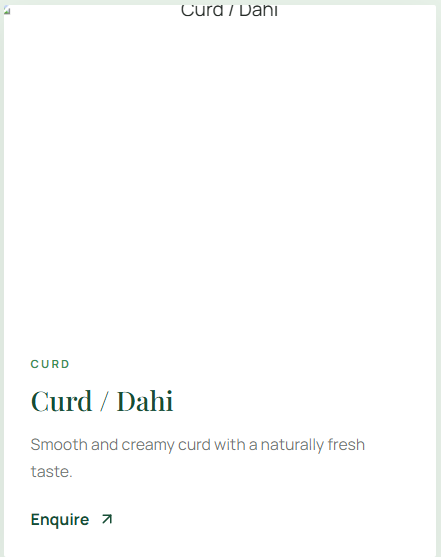 Curd / Dahi
CURD
Curd / Dahi
Smooth and creamy curd with a naturally fresh
taste.
Enquire